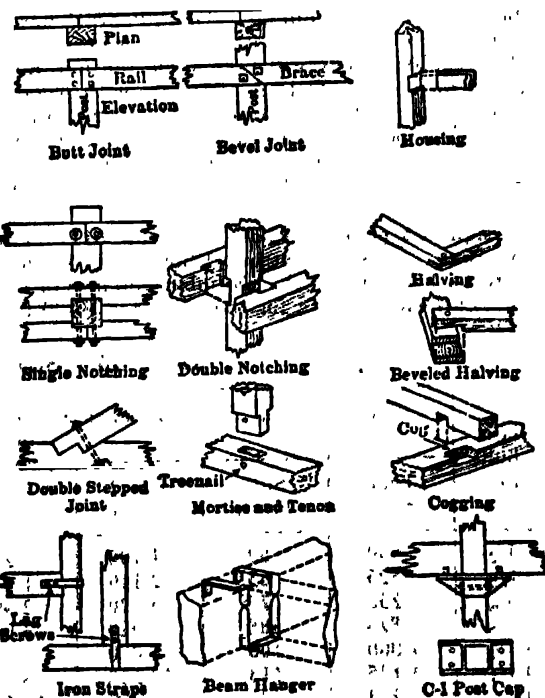 Plan
Rail
Brace
Post
Elevation
Post
Butt Joint
Bevel Joint
Housing
Halving
Single Notching
Double Notching
Beveled Halving
Cog
Treenail
Double Stepped
Joint
Mortise and Tenon
Cogging
Lag
Screws
Iron Straps
Beam Hanger
C-1 Post Cap